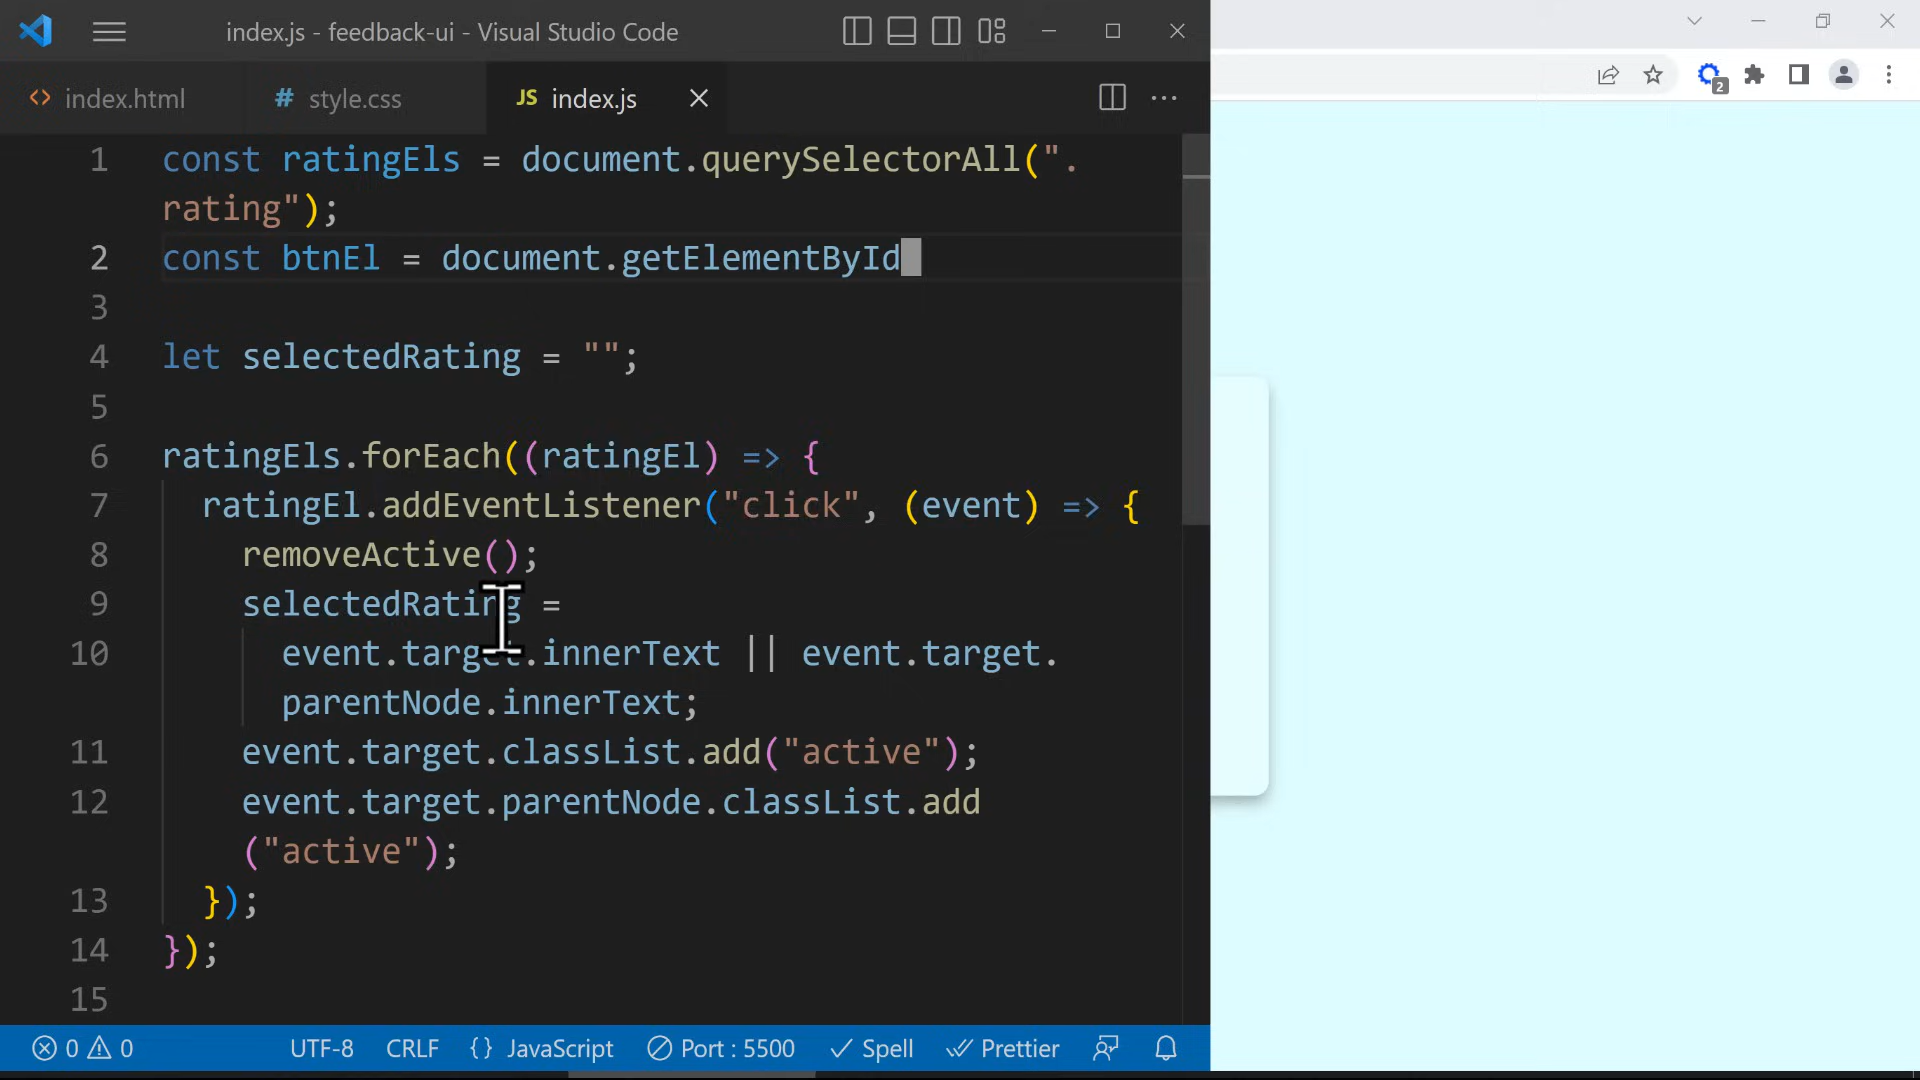 index.js - feedback-ui - Visual Studio Code
index.html
# style.css
JS index.js
2
1 const ratingEls = document.querySelectorAll(".
rating");
2 const btnEl = document.getElementById
3
4 let selectedRating = "";
5
6 ratingEls.forEach((ratingEl) => {
7 ratingEl.addEventListener("click", (event) => {
8 removeActive();
9 selectedRating =
10 event.target.innerText || event.target.
parentNode.innerText;
11 event.target.classList.add("active");
12 event.target.parentNode.classList.add
("active");
13 });
14 });
15
0 0 UTF-8 CRLF {} JavaScript Port : 5500 Spell Prettier